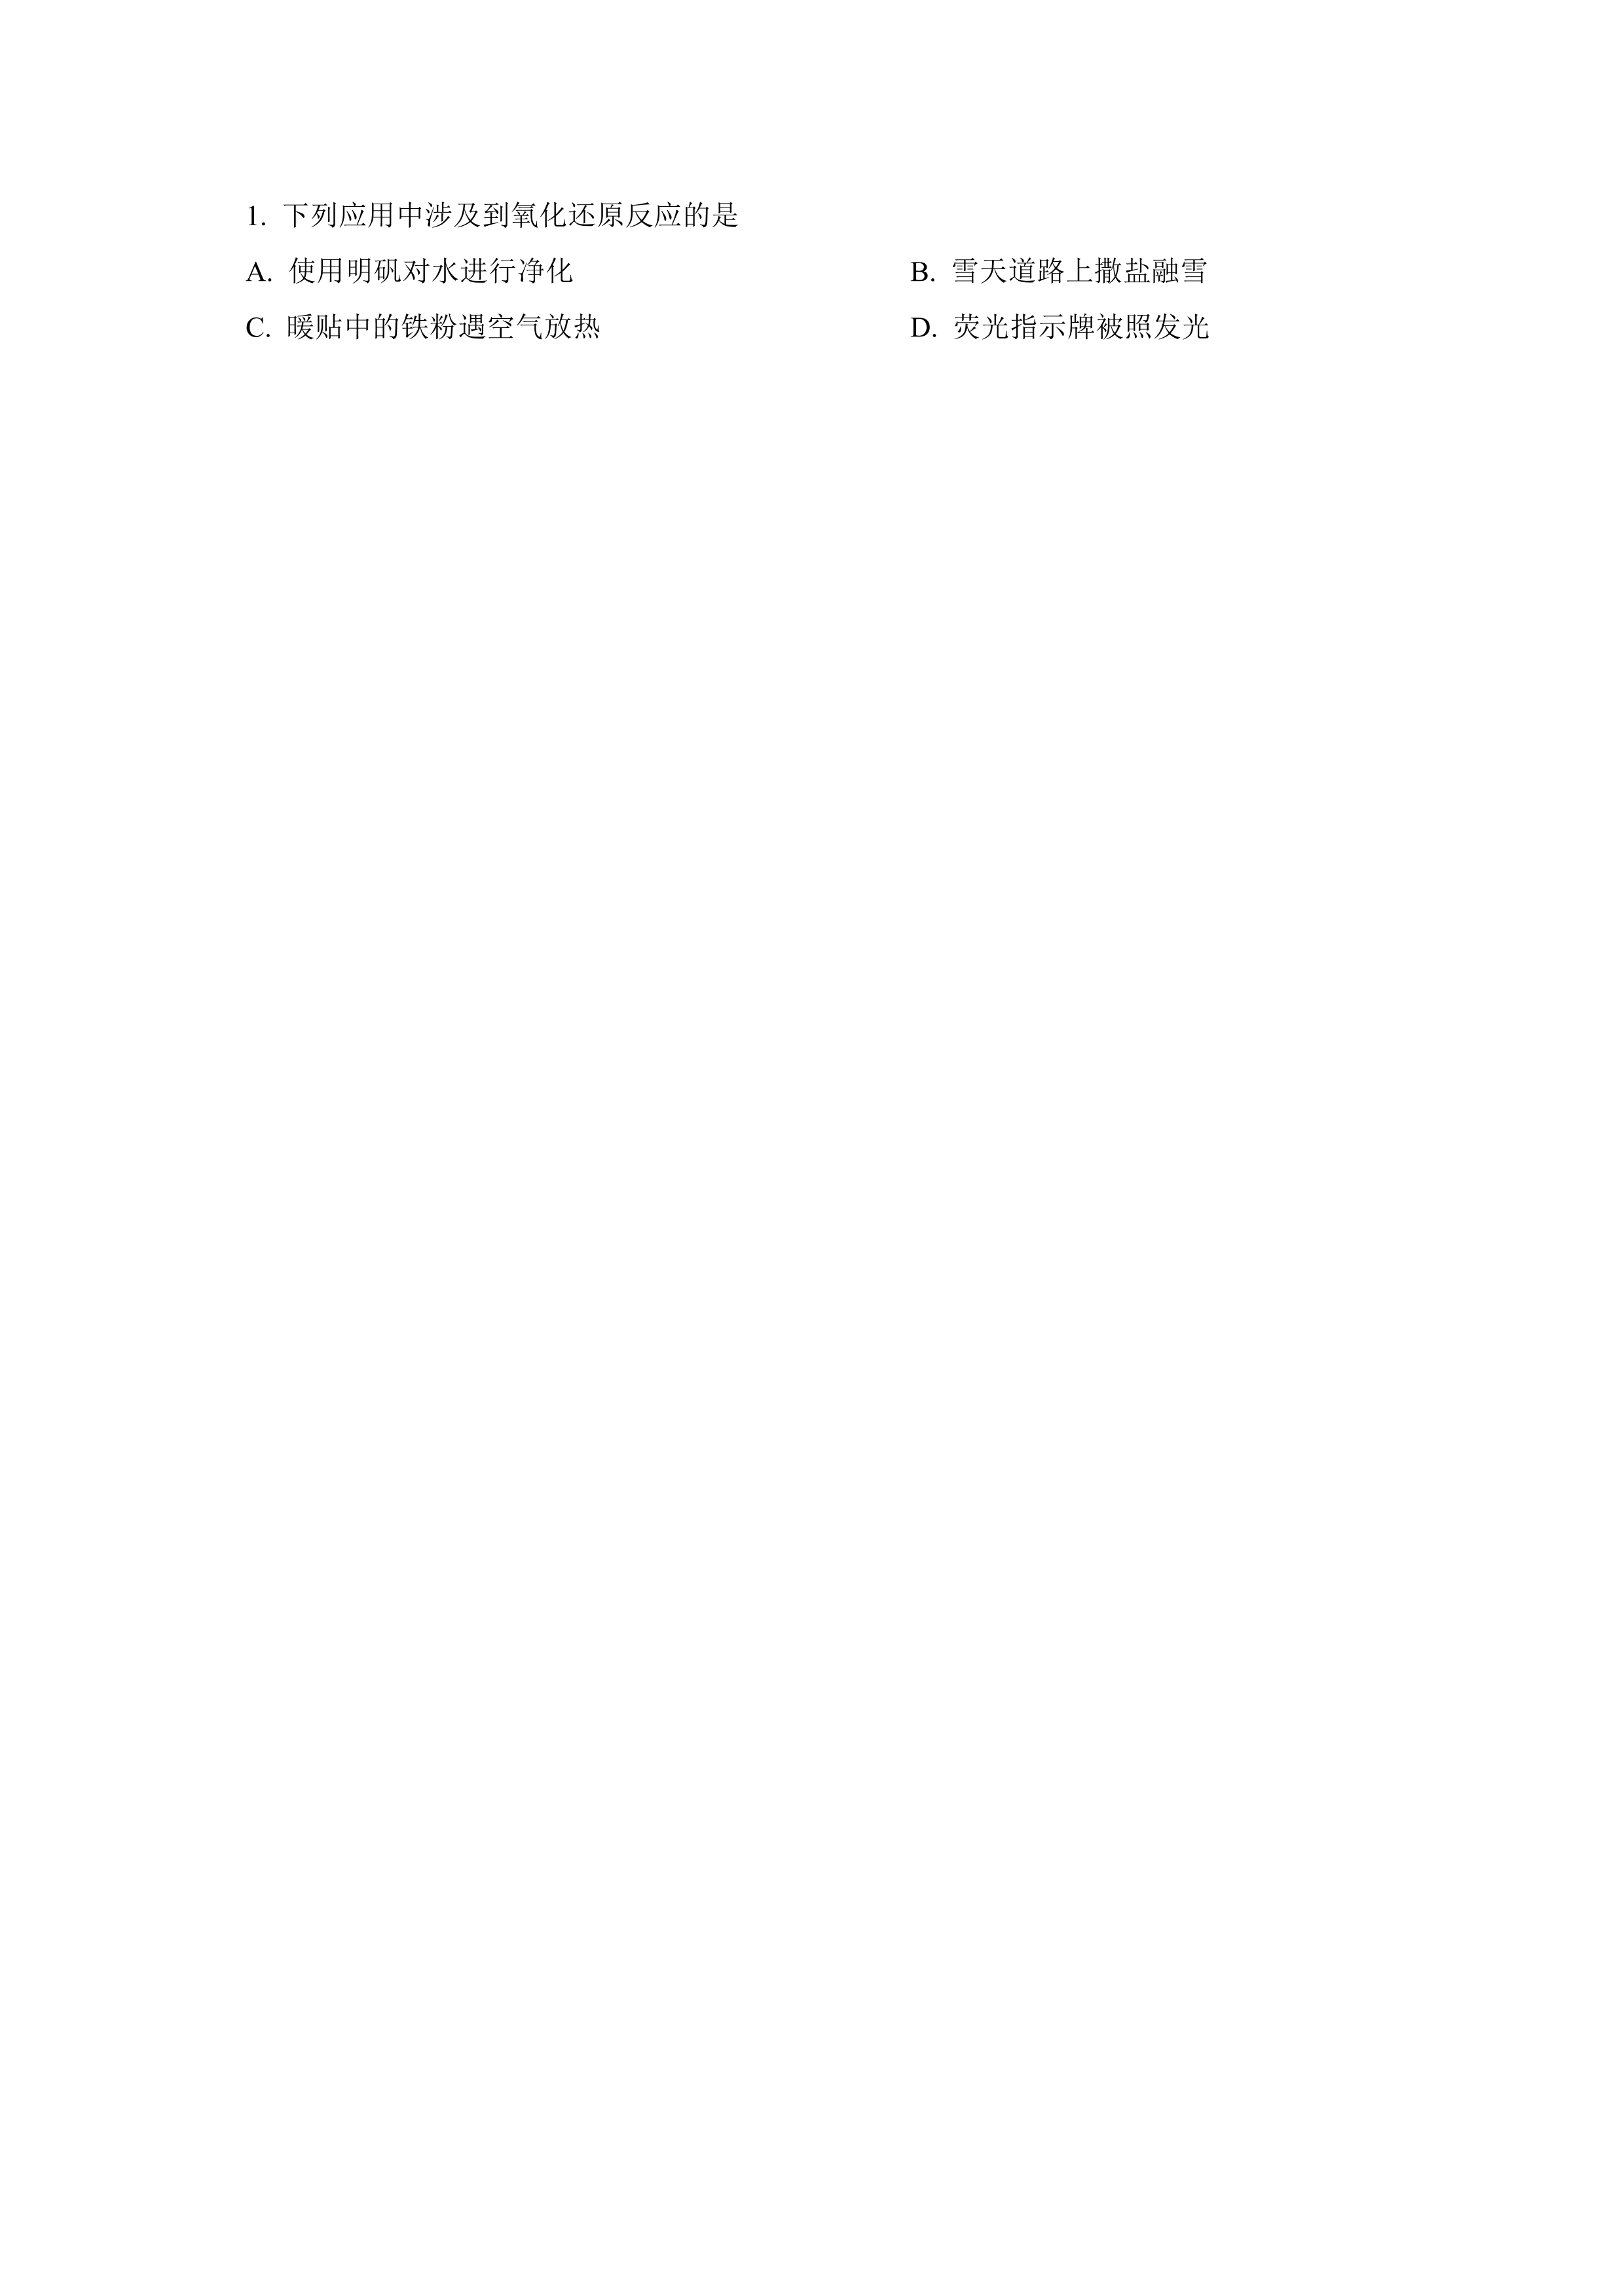 1. 下列应用中涉及到氧化还原反应的是
A. 使用明矾对水进行净化 B. 雪天道路上撒盐融雪
C. 暖贴中的铁粉遇空气放热 D. 荧光指示牌被照发光